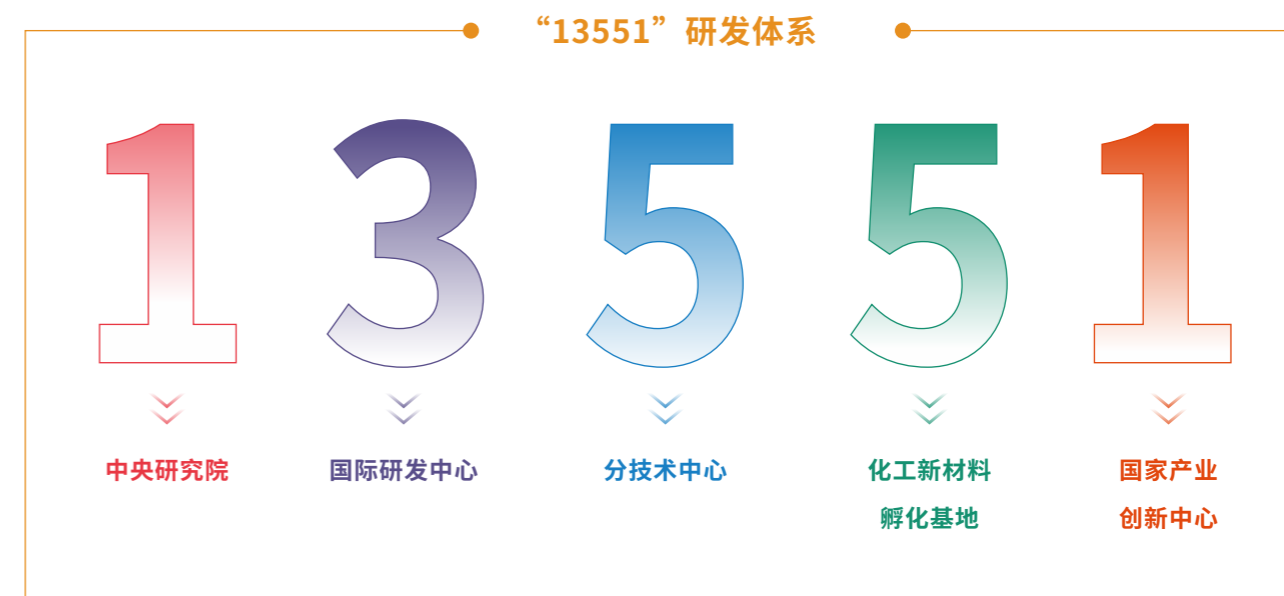 “13551”研发体系
1
3
5
5
1
中央研究院
国际研发中心
分技术中心
化工新材料
孵化基地
国家产业
创新中心